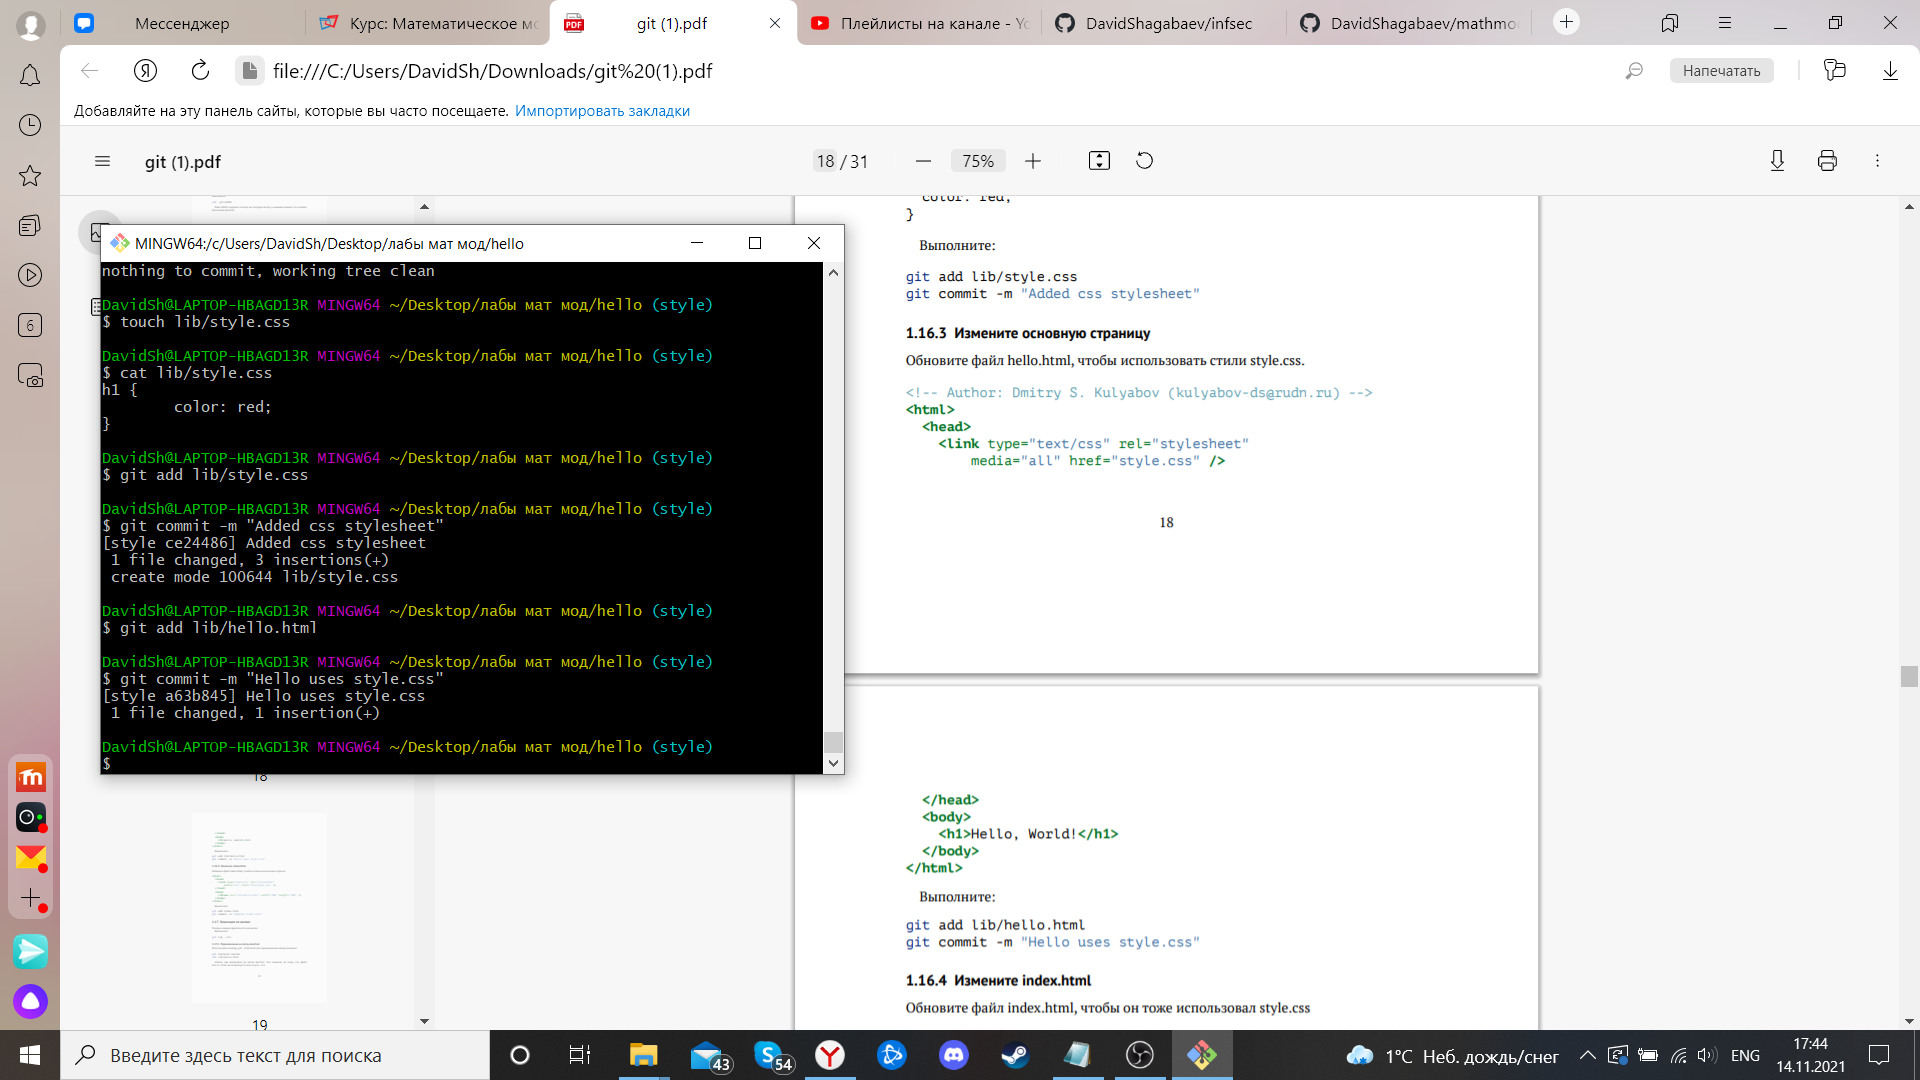 Мессенджер
Курс: Математическое мо
git (1).pdf
Плейлисты на канале - Yo
DavidShagabaev/infsec
DavidShagabaev/mathmo
file:///C:/Users/DavidSh/Downloads/git%20(1).pdf
Напечатать
Добавляйте на эту панель сайты, которые вы часто посещаете. Импортировать закладки
git (1).pdf
18 / 31
75%
MINGW64:/c/Users/DavidSh/Desktop/лабы мат мод/hello
nothing to commit, working tree clean
DavidSh@LAPTOP-HBAGD13R MINGW64 ~/Desktop/лабы мат мод/hello (style)
$ touch lib/style.css
DavidSh@LAPTOP-HBAGD13R MINGW64 ~/Desktop/лабы мат мод/hello (style)
$ cat lib/style.css
h1 {
color: red;
}
DavidSh@LAPTOP-HBAGD13R MINGW64 ~/Desktop/лабы мат мод/hello (style)
$ git add lib/style.css
DavidSh@LAPTOP-HBAGD13R MINGW64 ~/Desktop/лабы мат мод/hello (style)
$ git commit -m "Added css stylesheet"
[style ce24486] Added css stylesheet
1 file changed, 3 insertions(+)
create mode 100644 lib/style.css
DavidSh@LAPTOP-HBAGD13R MINGW64 ~/Desktop/лабы мат мод/hello (style)
$ git add lib/hello.html
DavidSh@LAPTOP-HBAGD13R MINGW64 ~/Desktop/лабы мат мод/hello (style)
$ git commit -m "Hello uses style.css"
[style a63b845] Hello uses style.css
1 file changed, 1 insertion(+)
DavidSh@LAPTOP-HBAGD13R MINGW64 ~/Desktop/лабы мат мод/hello (style)
$
18
19
color: red;
}
Выполните:
git add lib/style.css
git commit -m "Added css stylesheet"
1.16.3 Измените основную страницу
Обновите файл hello.html, чтобы использовать стили style.css.
<!-- Author: Dmitry S. Kulyabov (kulyabov-ds@rudn.ru) -->
<html>
<head>
<link type="text/css" rel="stylesheet"
media="all" href="style.css" />
18
</head>
<body>
<h1>Hello, World!</h1>
</body>
</html>
Выполните:
git add lib/hello.html
git commit -m "Hello uses style.css"
1.16.4 Измените index.html
Обновите файл index.html, чтобы он тоже использовал style.css
6
Введите здесь текст для поиска
43
54
1°C Неб. дождь/снег
ENG
17:44
14.11.2021